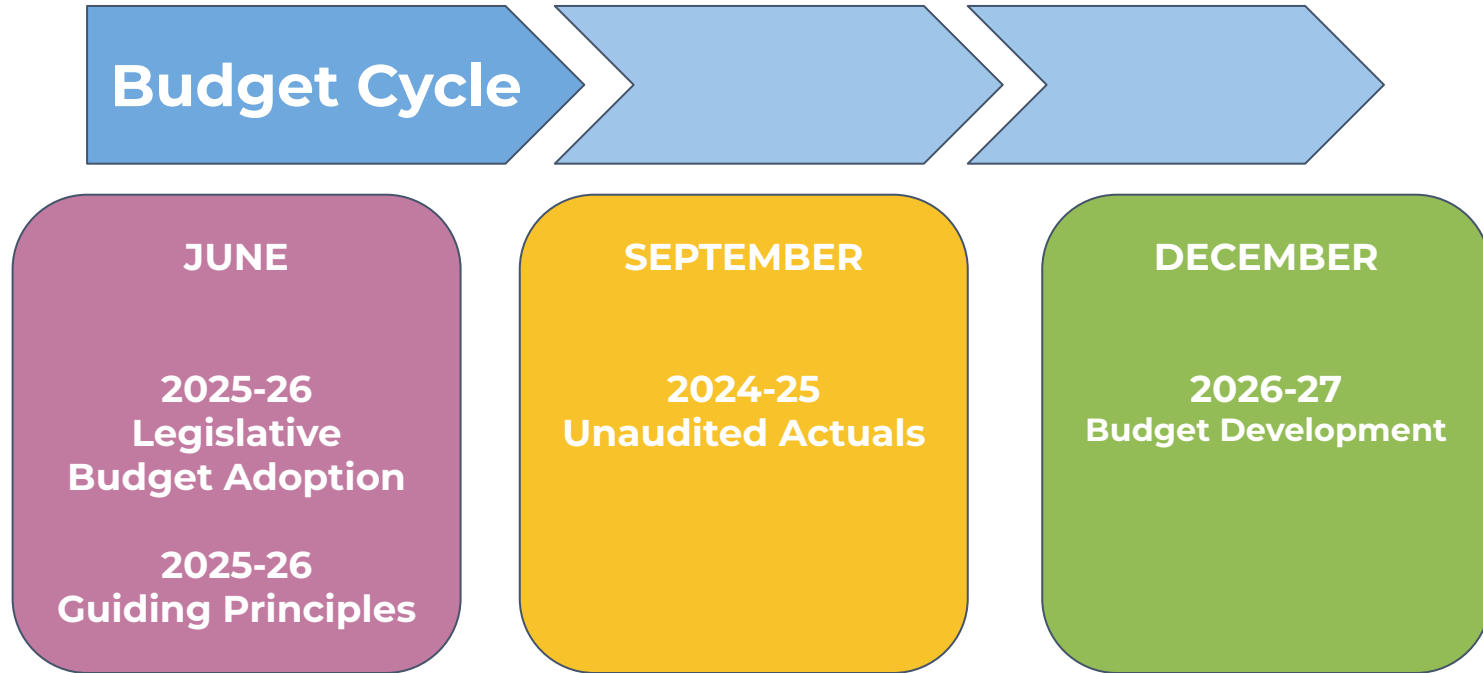 Budget Cycle
JUNE
2025-26
Legislative
Budget Adoption
2025-26
Guiding Principles
SEPTEMBER
2024-25
Unaudited Actuals
DECEMBER
2026-27
Budget Development